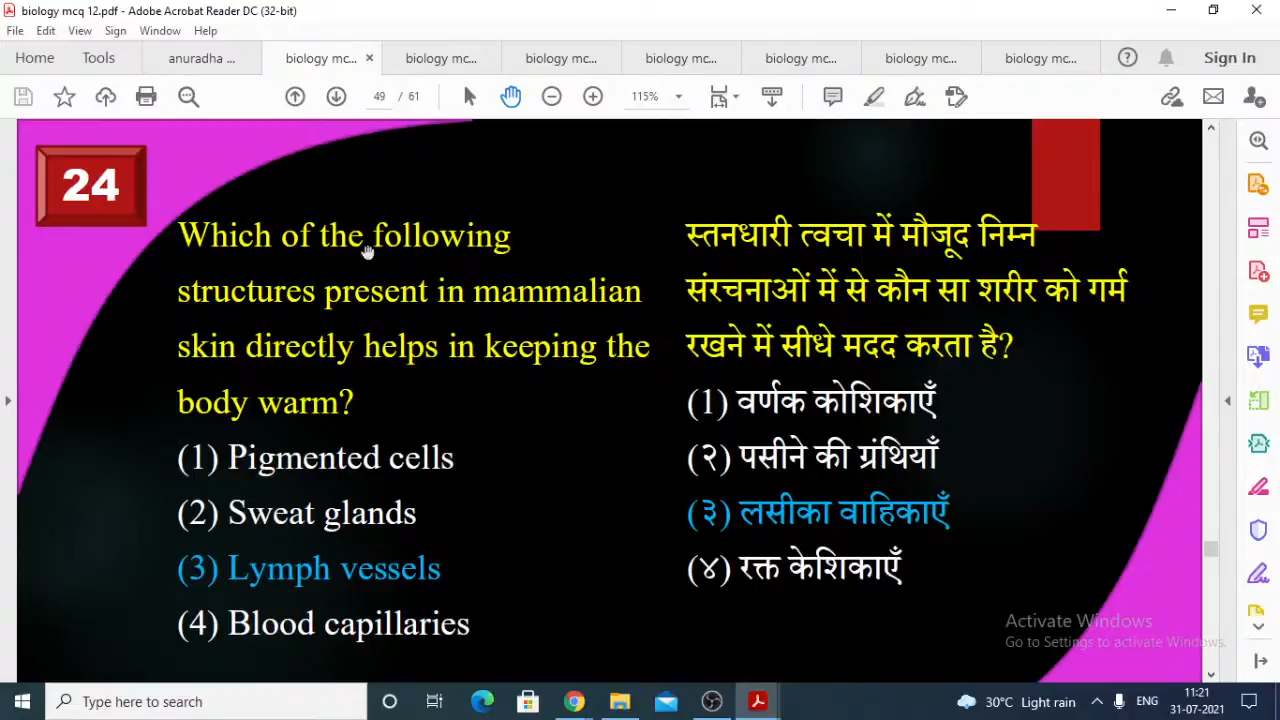 biology mcq 12.pdf - Adobe Acrobat Reader DC (32-bit)
File Edit View Sign Window Help
Home Tools anuradha ... biology mc... × biology mc... biology mc... biology mc... biology mc... biology mc... Sign In
49 / 61 115%
24
Which of the following
structures present in mammalian
skin directly helps in keeping the
body warm?
(1) Pigmented cells
(2) Sweat glands
(3) Lymph vessels
(4) Blood capillaries
स्तनधारी त्वचा में मौजूद निम्न
संरचनाओं में से कौन सा शरीर को गर्म
रखने में सीधे मदद करता है?
(1) वर्णक कोशिकाएँ
(२) पसीने की ग्रंथियाँ
(३) लसीका वाहिकाएँ
(४) रक्त केशिकाएँ
Activate Windows
Go to Settings to activate Windows.
Type here to search
30°C Light rain
ENG
11:21
31-07-2021